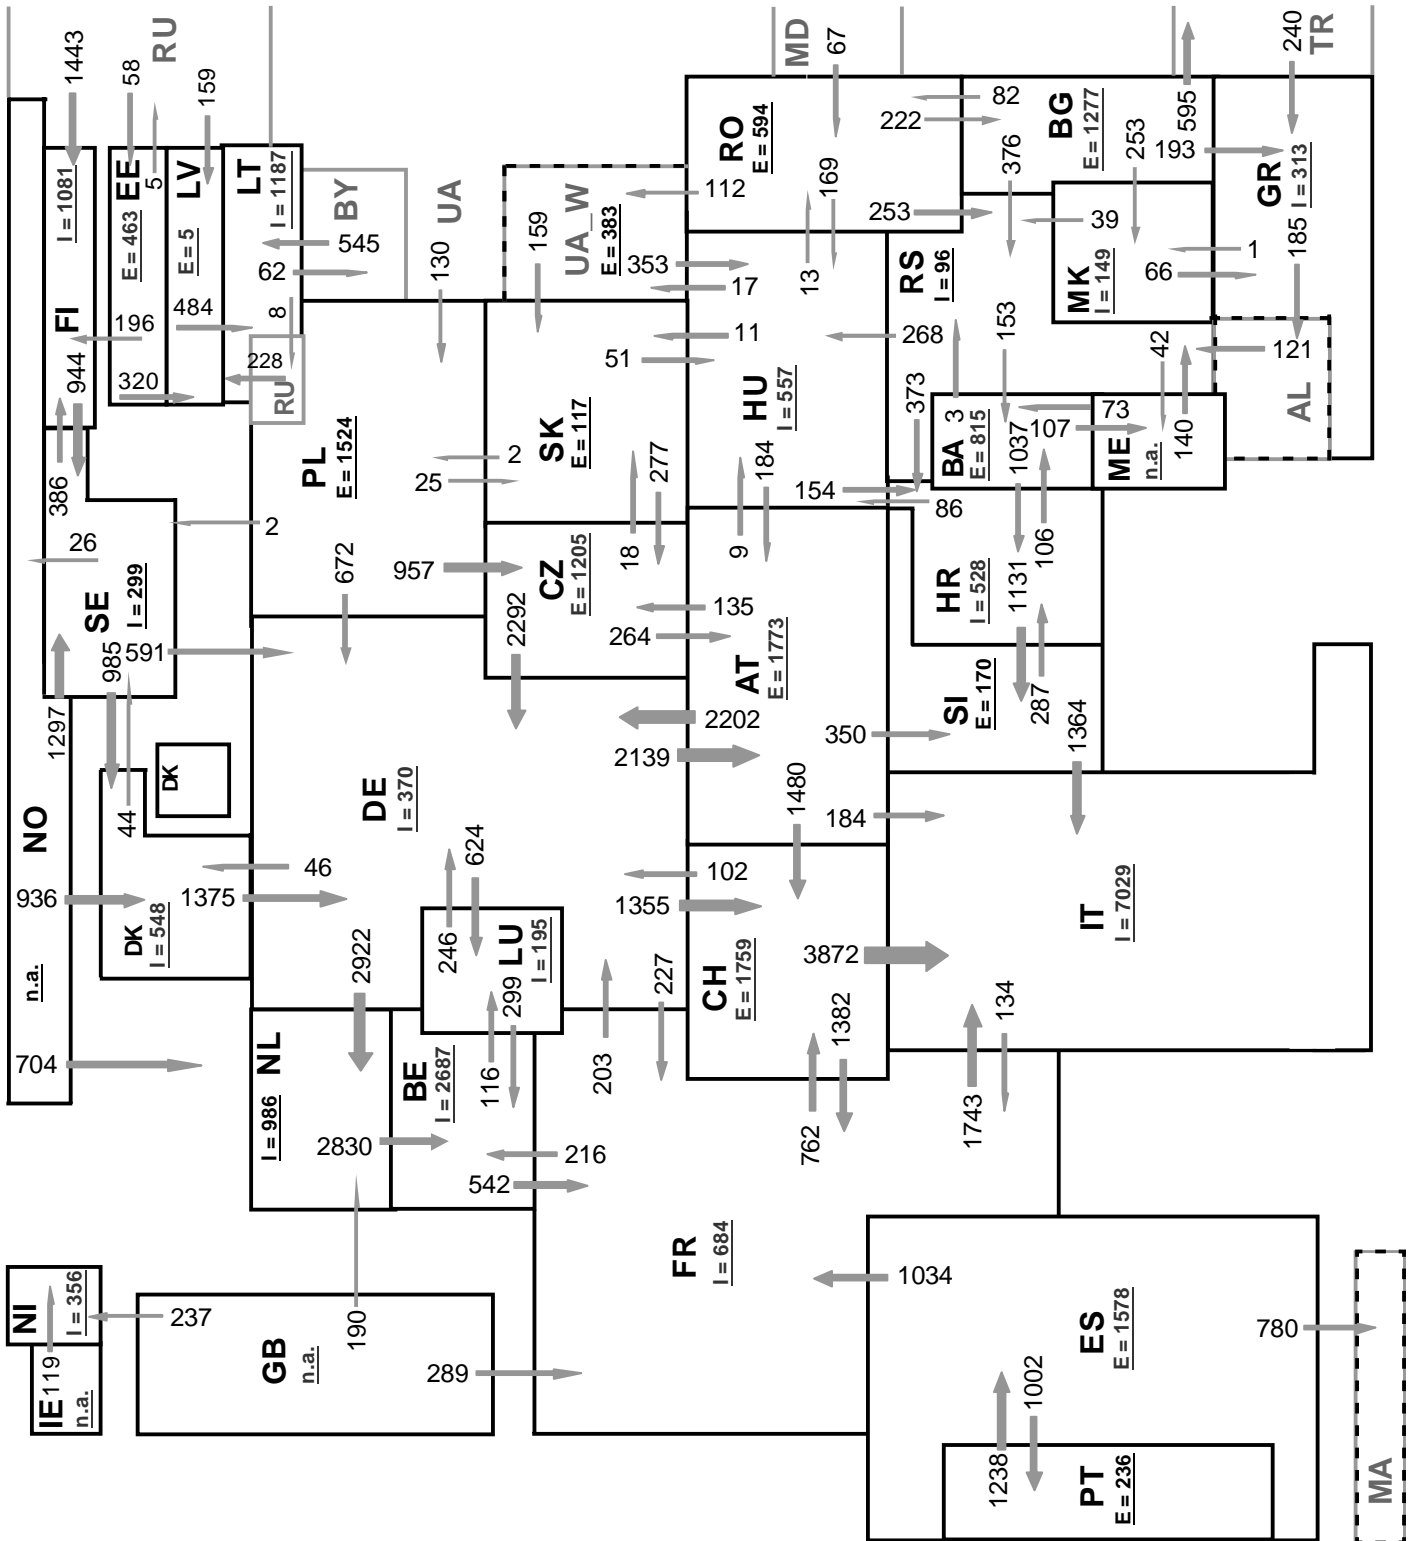 RU
1443
58
159
MD
67
240
TR
FI
I = 1081
EE
E = 463
5
LV
E = 5
LT
I = 1187
BY
UA
UA_W
E = 383
RO
E = 594
82
222
BG
E = 1277
595
GR
I = 313
376
253
193
112
169
253
39
185
545
62
130
159
353
17
13
RS
I = 96
MK
I = 149
1
66
196
484
8
228
RU
320
944
11
51
268
153
42
121
AL
HU
I = 557
373
BA
E = 815
3
73
107
1037
ME
n.a.
140
PL
E = 1524
SK
E = 117
2
25
277
184
154
86
386
26
2
SE
I = 299
672
957
CZ
E = 1205
18
9
HR
I = 528
1131
106
985
591
2292
135
264
AT
E = 1773
SI
E = 170
287
1364
1297
DK
44
2202
2139
350
NO
n.a.
DE
I = 370
1480
184
46
624
102
936
1375
DK
I = 548
1355
IT
I = 7029
246
LU
I = 195
2922
299
227
CH
E = 1759
3872
1382
134
704
NL
I = 986
BE
I = 2687
116
203
762
1743
2830
216
542
FR
I = 684
1034
NI
I = 356
237
190
GB
n.a.
289
IE
n.a.
119
ES
E = 1578
780
1238
1002
PT
E = 236
MA